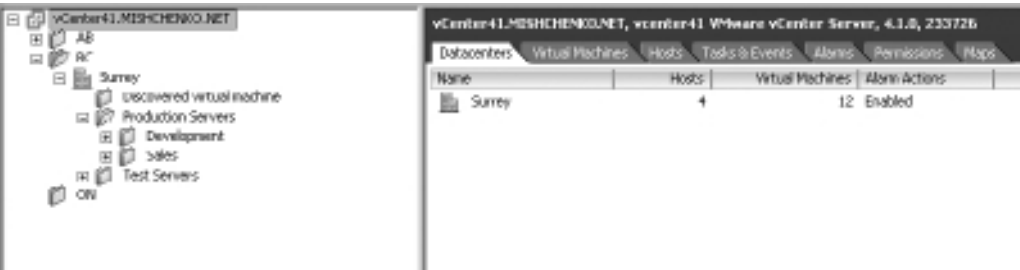 vCenter41.MISHCHENKO.NET
AB
BC
Surrey
Discovered virtual machine
Production Servers
Development
Sales
Test Servers
ON
vCenter41.MISHCHENKO.NET, vcenter41 VMware vCenter Server, 4.1.0, 233726
Datacenters Virtual Machines Hosts Tasks & Events Alarms Permissions Maps
Name Hosts Virtual Machines Alarm Actions
Surrey 4 12 Enabled